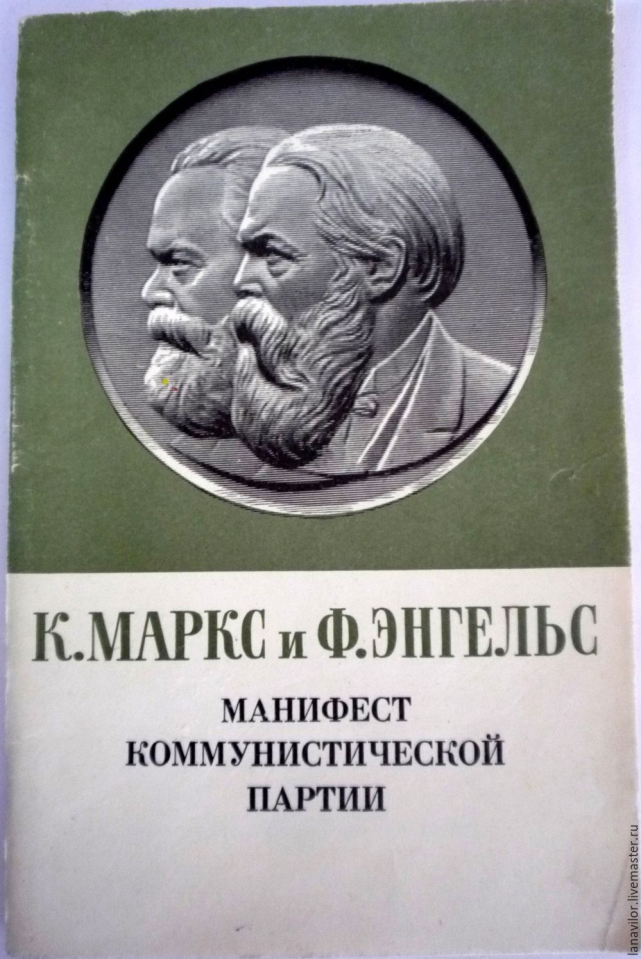 К. МАРКС и Ф. ЭНГЕЛЬС
МАНИФЕСТ
КОММУНИСТИЧЕСКОЙ
ПАРТИИ
lanavilor.livemaster.ru